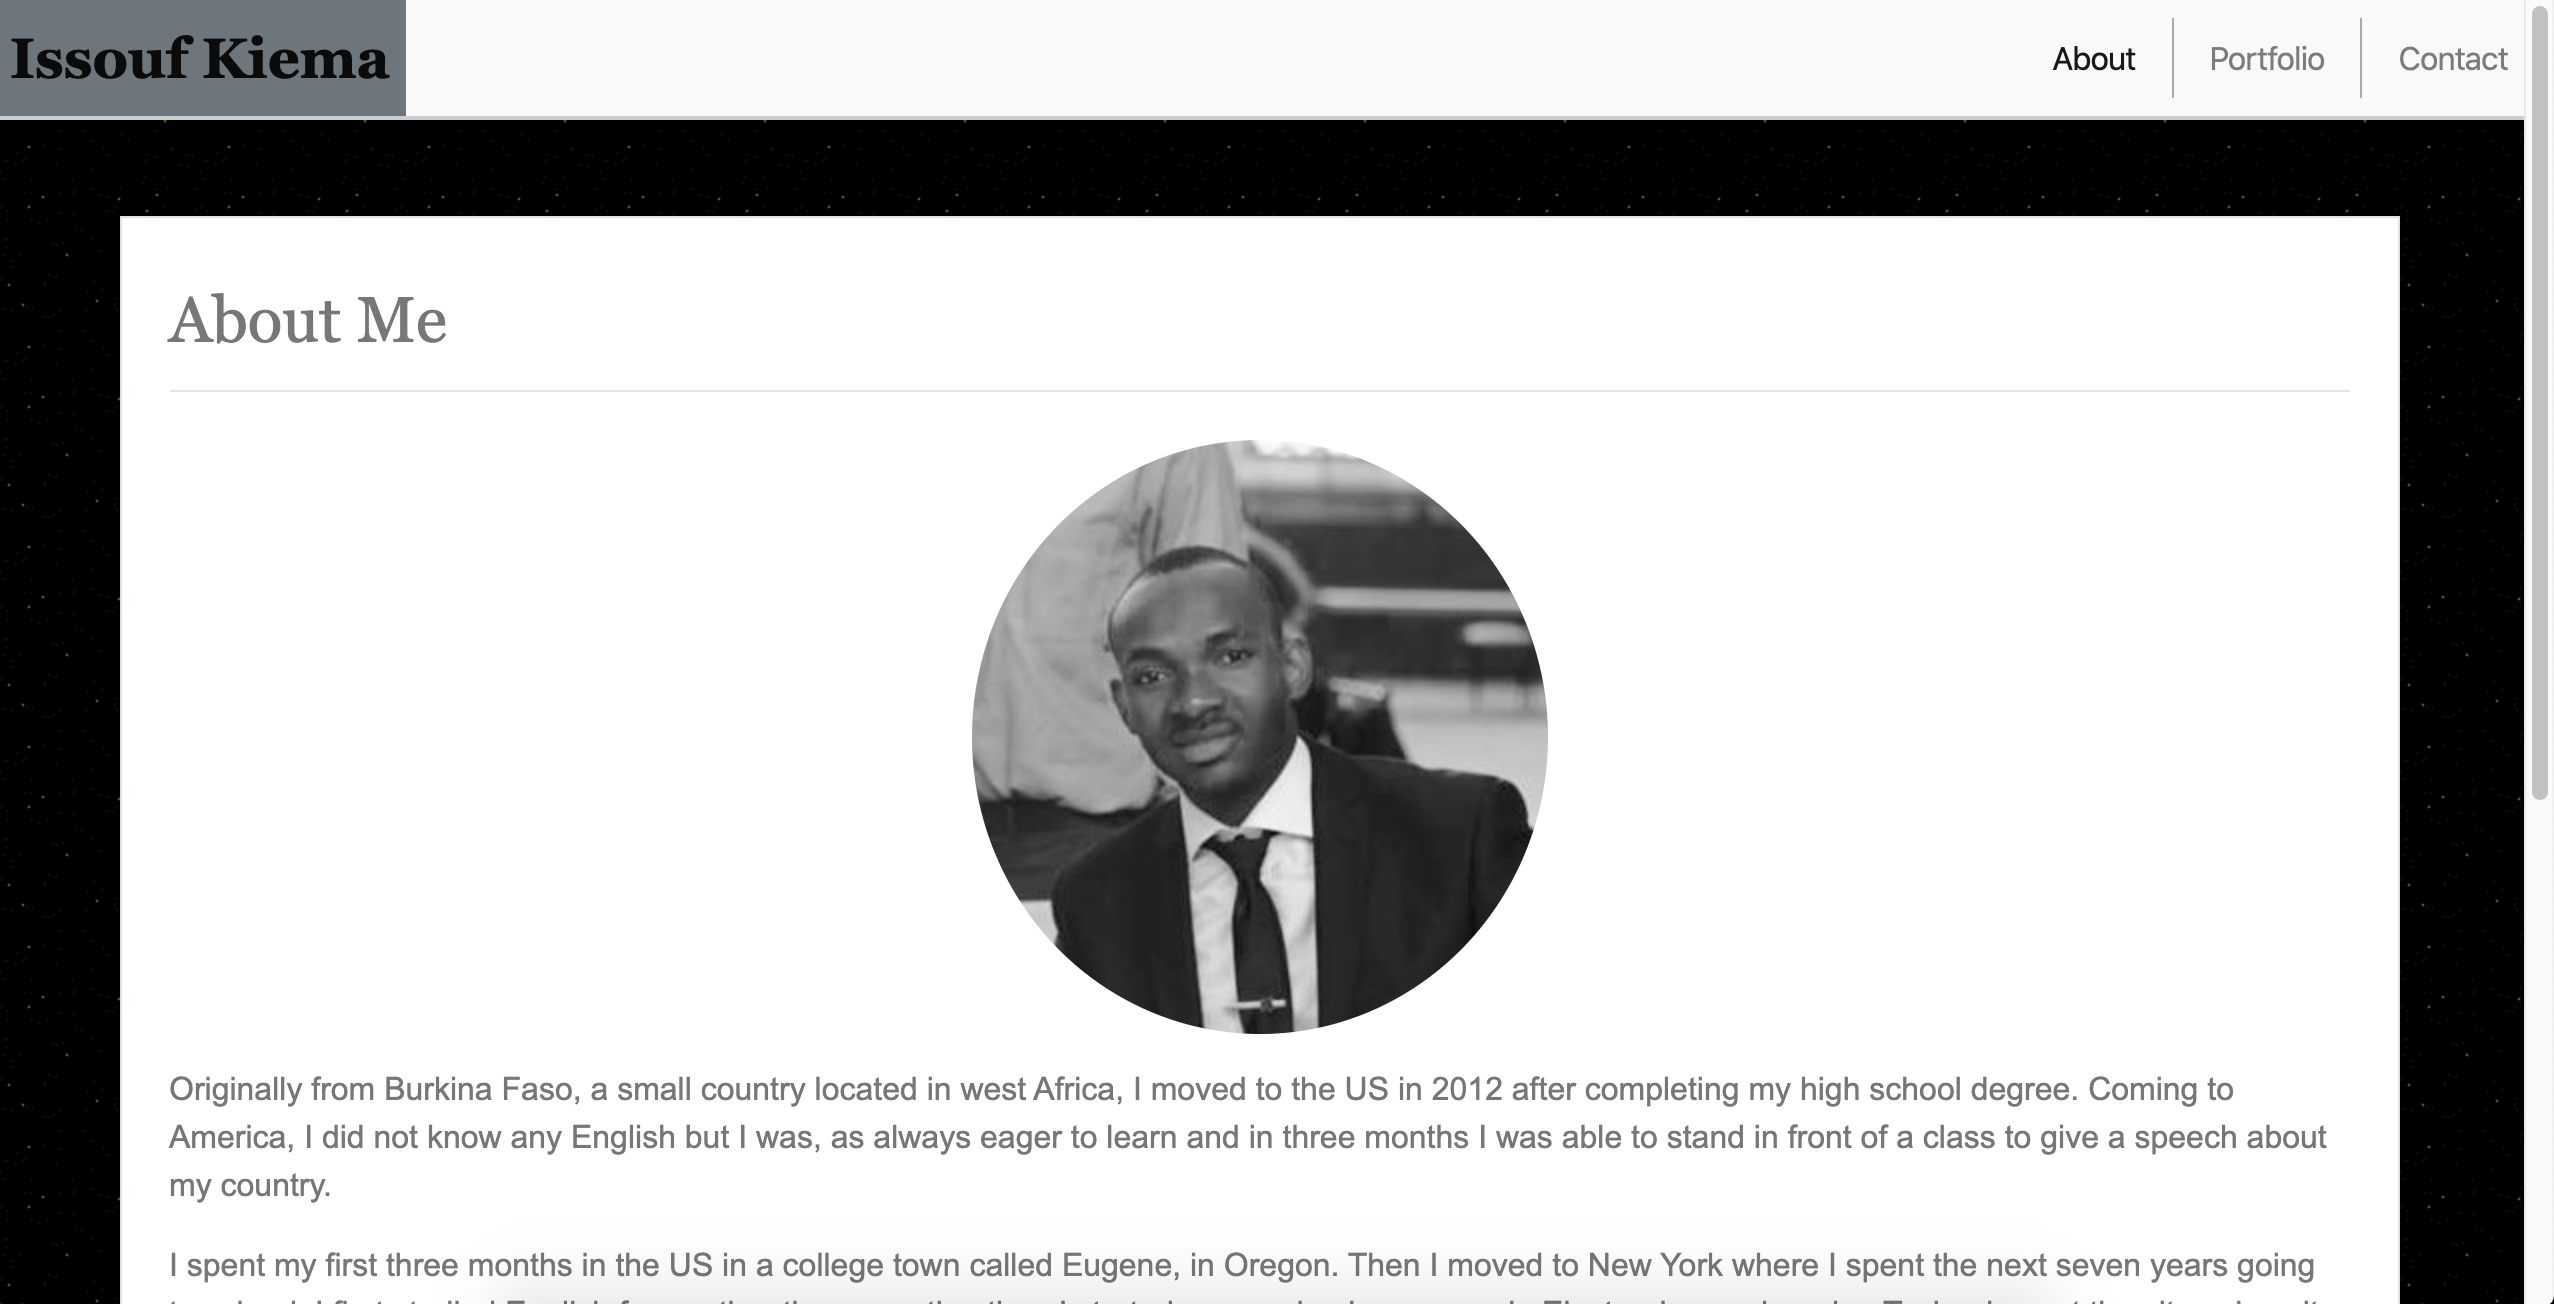 Issouf Kiema
About
Portfolio
Contact
About Me
Originally from Burkina Faso, a small country located in west Africa, I moved to the US in 2012 after completing my high school degree. Coming to
America, I did not know any English but I was, as always eager to learn and in three months I was able to stand in front of a class to give a speech about
my country.
I spent my first three months in the US in a college town called Eugene, in Oregon. Then I moved to New York where I spent the next seven years going